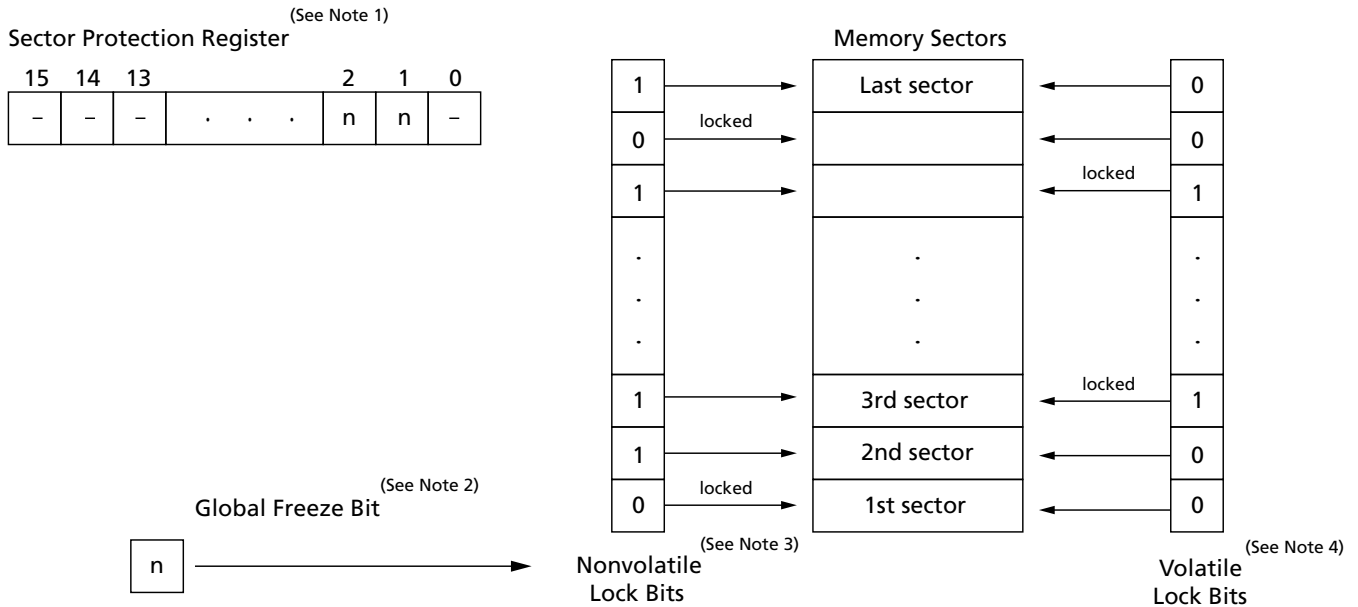 (See Note 1)
Sector Protection Register
15 14 13 2 1 0
– – – . . . n n –
Memory Sectors
1 Last sector 0
0 locked 0
1 locked 1
. . .
. . .
. . .
1 3rd sector locked 1
1 2nd sector 0
0 locked 1st sector 0
Global Freeze Bit (See Note 2)
n
Nonvolatile Lock Bits (See Note 3)
Volatile Lock Bits (See Note 4)